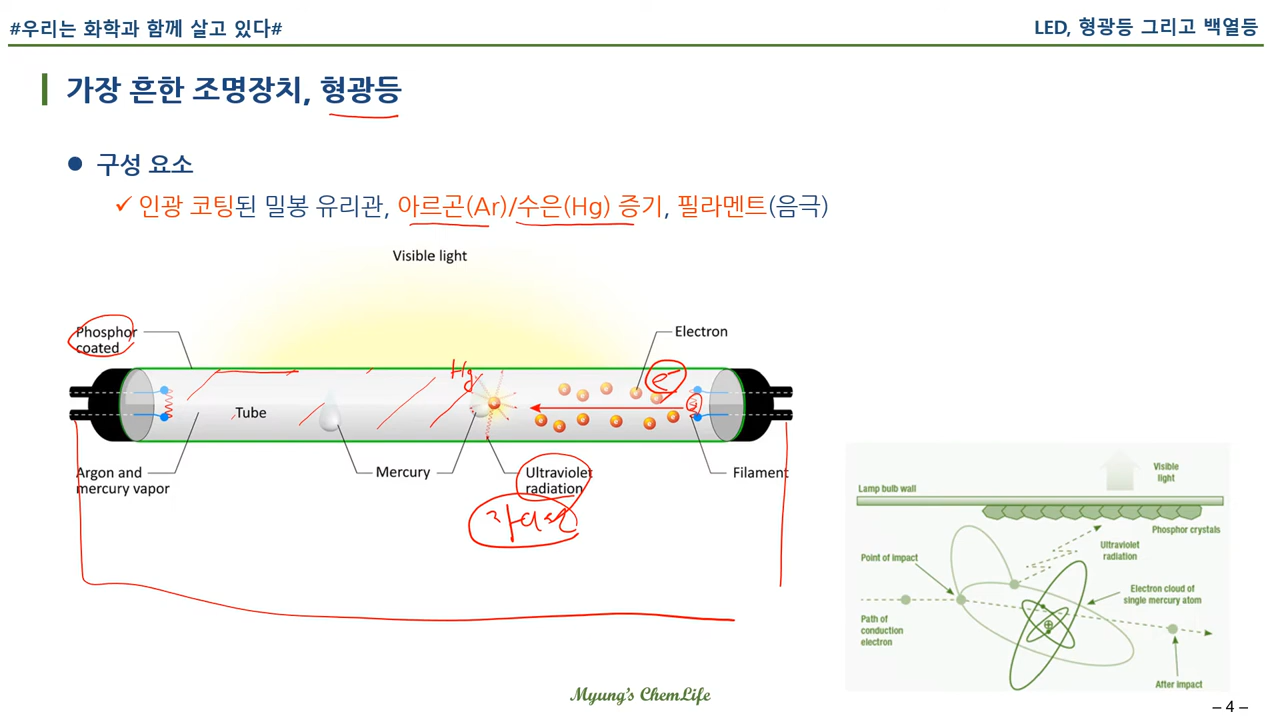 #우리는 화학과 함께 살고 있다#
LED, 형광등 그리고 백열등
가장 흔한 조명장치, 형광등
구성 요소
인광 코팅된 밀봉 유리관, 아르곤(Ar)/수은(Hg) 증기, 필라멘트(음극)
Visible light
Phosphor
coated
Electron
Hg
e-
Tube
Argon and
mercury vapor
Mercury
Ultraviolet
radiation
Filament
자외선
Visible
light
Lamp bulb wall
Phosphor crystals
Ultraviolet
radiation
Point of impact
Electron cloud of
single mercury atom
Path of
conduction
electron
After impact
Myung's ChemLife
– 4 –